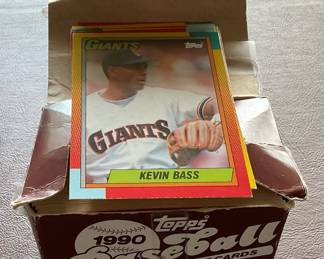 GIANTS
Topps
GIANTS
KEVIN BASS
Topps
1990
Baseball
CARDS